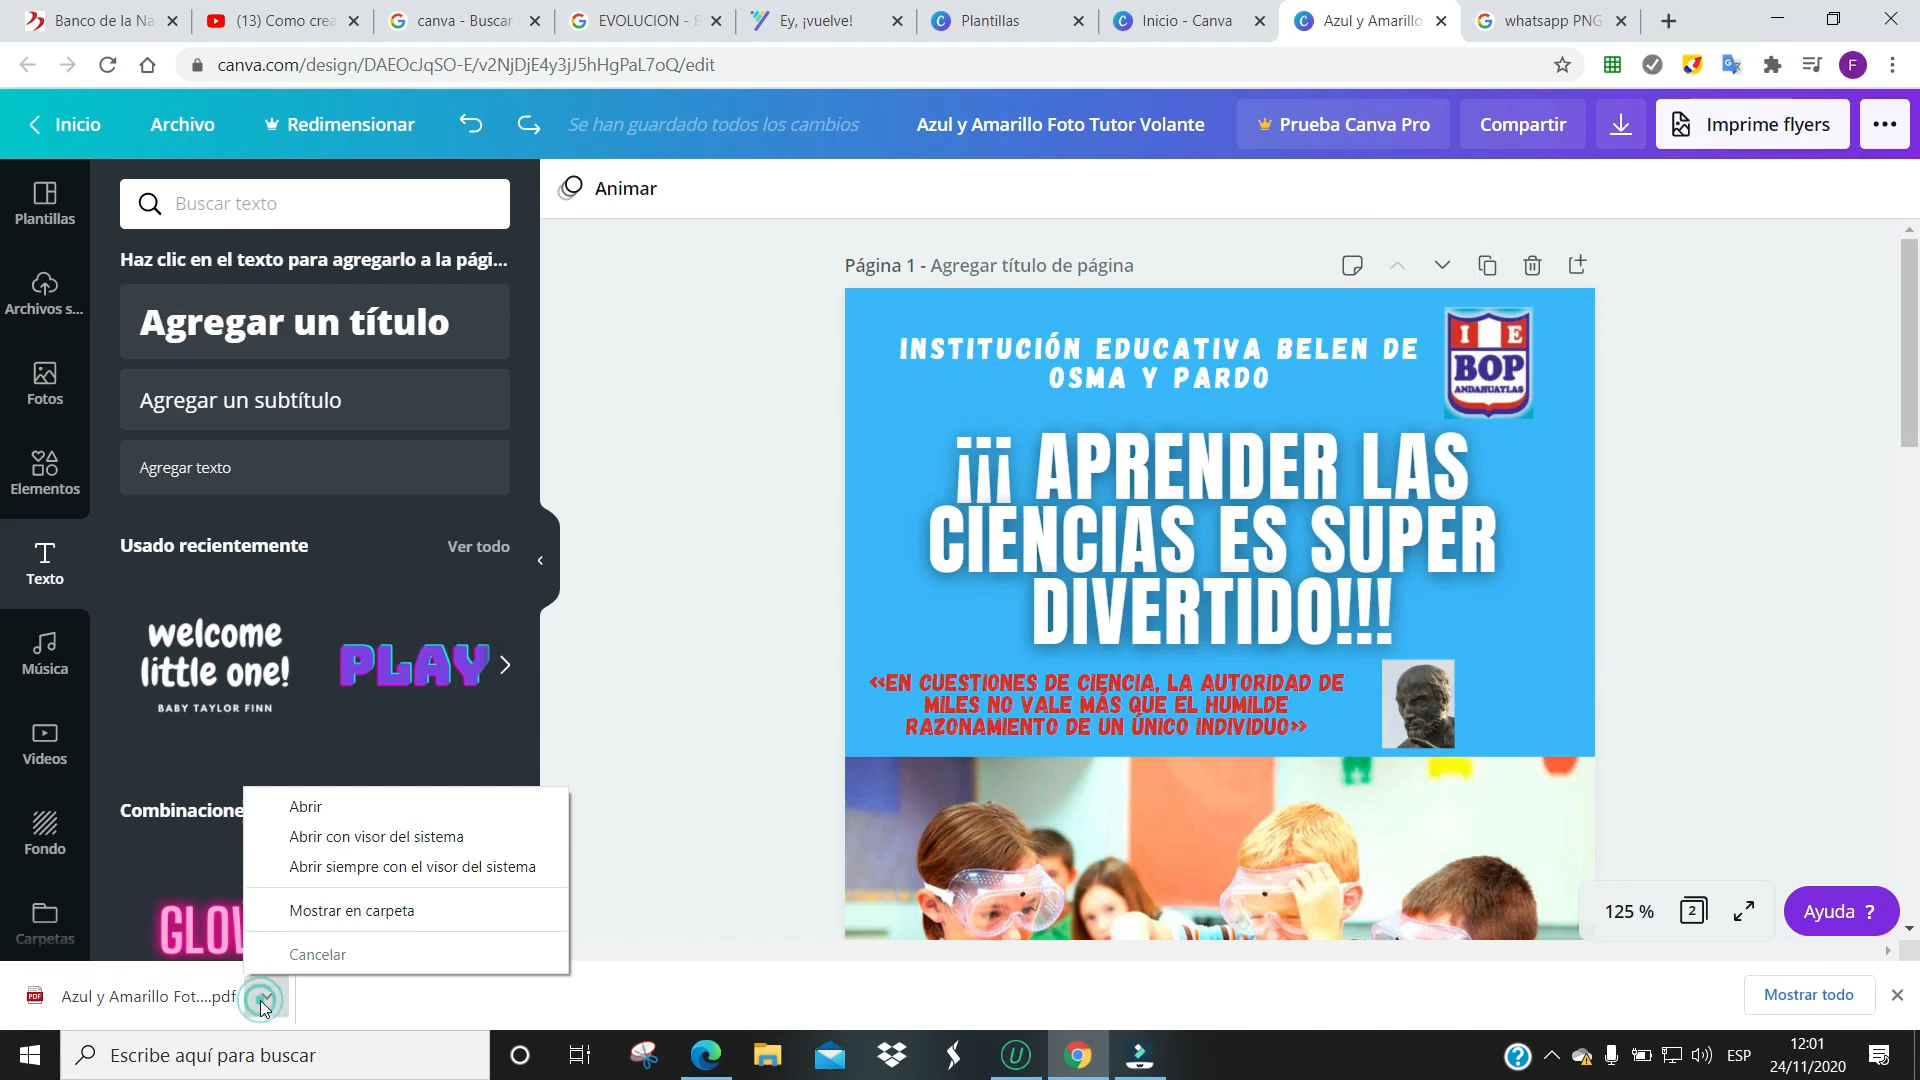 Banco de la Na
(13) Como crea
canva - Buscar
EVOLUCION - E
Ey, ¡vuelve!
Plantillas
Inicio - Canva
Azul y Amarillo
whatsapp PNG
canva.com/design/DAEOcJqSO-E/v2NjDjE4y3jJ5hHgPaL7oQ/edit
F
Inicio
Archivo
Redimensionar
Se han guardado todos los cambios
Azul y Amarillo Foto Tutor Volante
Prueba Canva Pro
Compartir
Imprime flyers
Plantillas
Archivos s...
Fotos
Elementos
Texto
Música
Videos
Fondo
Carpetas
Buscar texto
Haz clic en el texto para agregarlo a la pági...
Agregar un título
Agregar un subtítulo
Agregar texto
Usado recientemente
Ver todo
welcome
little one!
BABY TAYLOR FINN
PLAY
Combinacione
GLOW
Abrir
Abrir con visor del sistema
Abrir siempre con el visor del sistema
Mostrar en carpeta
Cancelar
Animar
Página 1 - Agregar título de página
INSTITUCIÓN EDUCATIVA BELEN DE
OSMA Y PARDO
I E
BOP
ANDAHUAYLAS
¡¡¡ APRENDER LAS
CIENCIAS ES SUPER
DIVERTIDO!!!
«EN CUESTIONES DE CIENCIA, LA AUTORIDAD DE
MILES NO VALE MÁS QUE EL HUMILDE
RAZONAMIENTO DE UN ÚNICO INDIVIDUO»
125 %
2
Ayuda ?
PDF
Azul y Amarillo Fot....pdf
Mostrar todo
Escribe aquí para buscar
ESP
12:01
24/11/2020